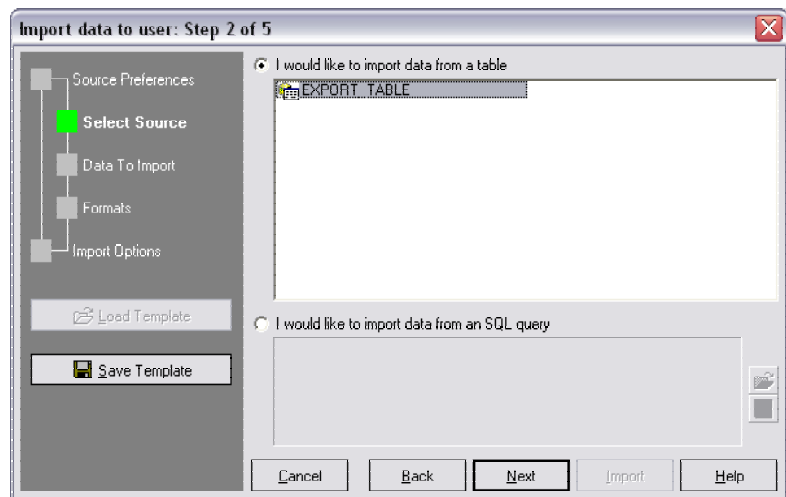 Import data to user: Step 2 of 5
Source Preferences
Select Source
Data To Import
Formats
Import Options
Load Template
Save Template
I would like to import data from a table
EXPORT_TABLE
I would like to import data from an SQL query
Cancel
Back
Next
Import
Help